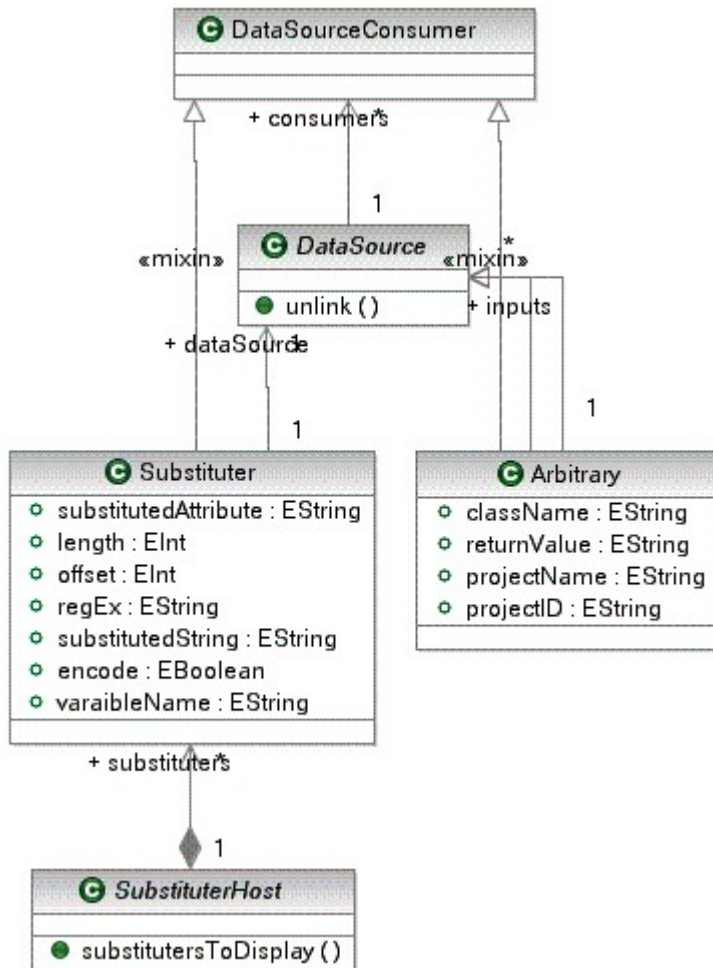 C DataSourceConsumer
+ consumers *
1
C DataSource
«mixin»
«mixin» *
unlink ( )
+ inputs
+ dataSource 1
1
1
C Substituter
substitutedAttribute : EString
length : EInt
offset : EInt
regEx : EString
substitutedString : EString
encode : EBoolean
varaibleName : EString
C Arbitrary
className : EString
returnValue : EString
projectName : EString
projectID : EString
+ substituters *
1
C SubstituterHost
substitutersToDisplay ( )